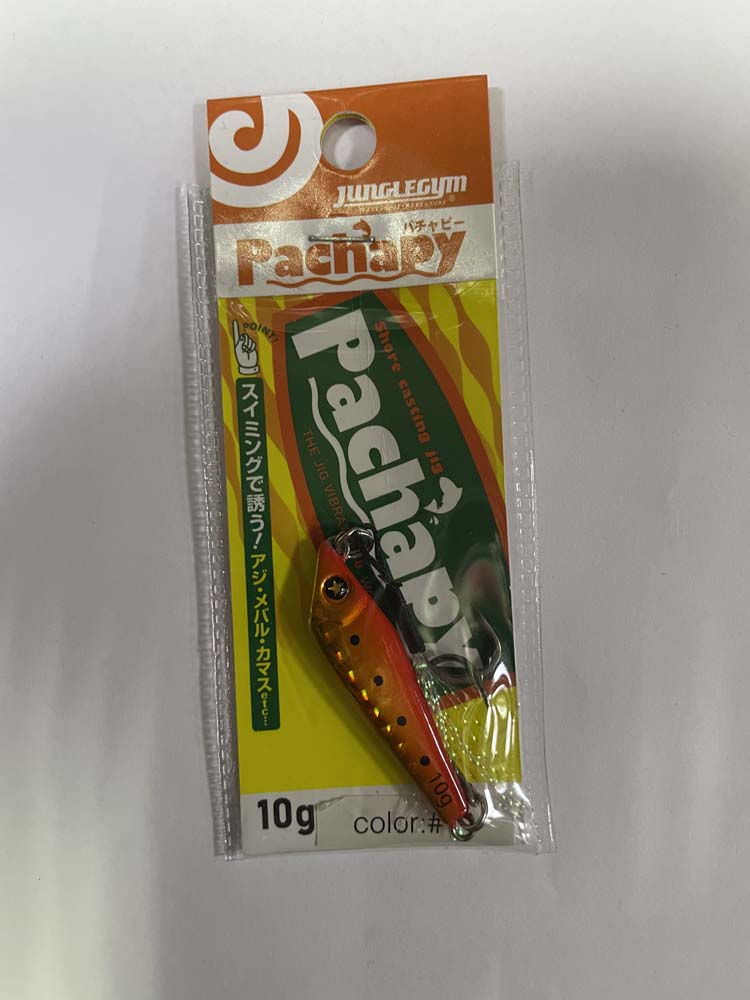 JUNGLEGYM
パチャピー
Pachapy
POINT!
スイミングで誘う!
アジ・メバル・カマスetc…
Shore casting jig
Pachapy
THE JIG VIBRA
10g
10g
color:#